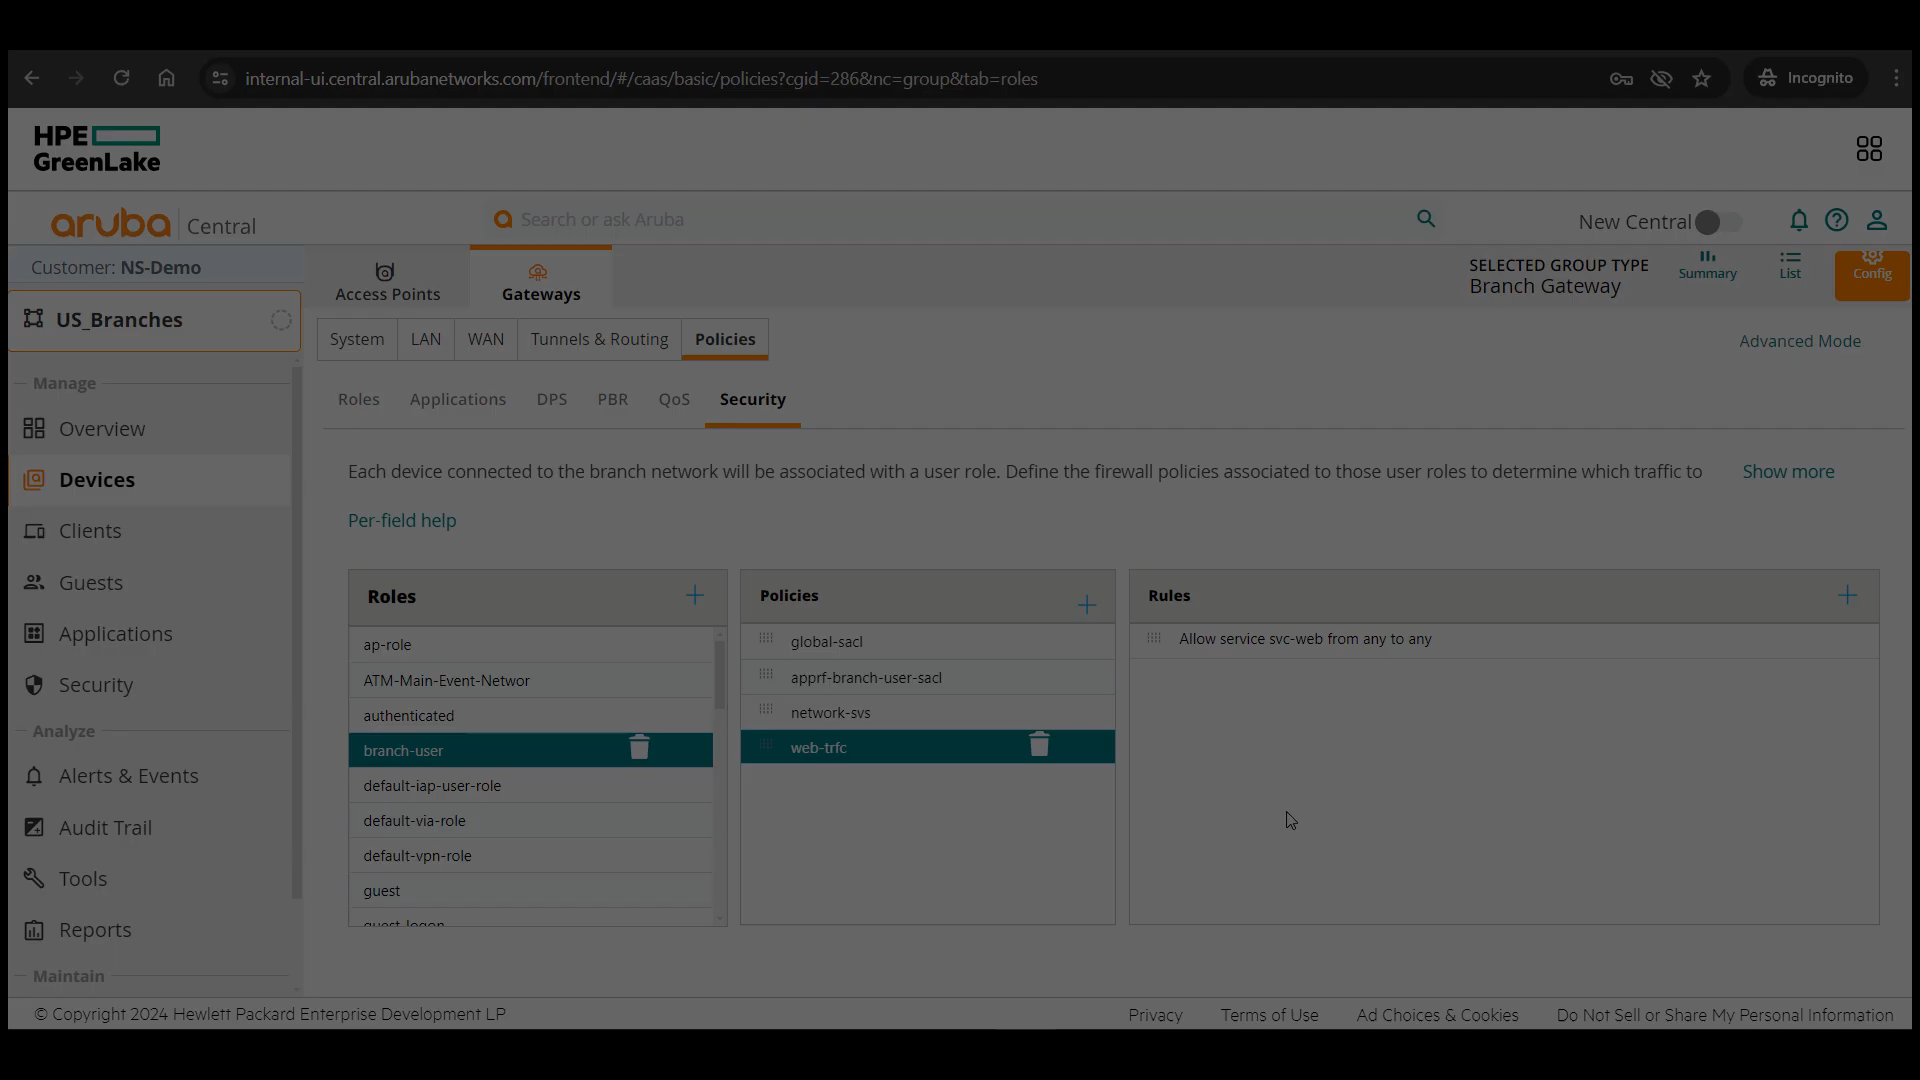 internal-ui.central.arubanetworks.com/frontend/#/caas/basic/policies?cgid=286&nc=group&tab=roles
Incognito
HPE
GreenLake
aruba Central
Search or ask Aruba
New Central
Customer: NS-Demo
Access Points
Gateways
SELECTED GROUP TYPE
Branch Gateway
Summary
List
Config
US_Branches
System
LAN
WAN
Tunnels & Routing
Policies
Advanced Mode
Manage
Roles
Applications
DPS
PBR
QoS
Security
Overview
Devices
Clients
Guests
Applications
Security
Analyze
Alerts & Events
Audit Trail
Tools
Reports
Maintain
Each device connected to the branch network will be associated with a user role. Define the firewall policies associated to those user roles to determine which traffic to
Show more
Per-field help
Roles
ap-role
ATM-Main-Event-Networ
authenticated
branch-user
default-iap-user-role
default-via-role
default-vpn-role
guest
guest-logon
Policies
global-sacl
apprf-branch-user-sacl
network-svs
web-trfc
Rules
Allow service svc-web from any to any
© Copyright 2024 Hewlett Packard Enterprise Development LP
Privacy
Terms of Use
Ad Choices & Cookies
Do Not Sell or Share My Personal Information